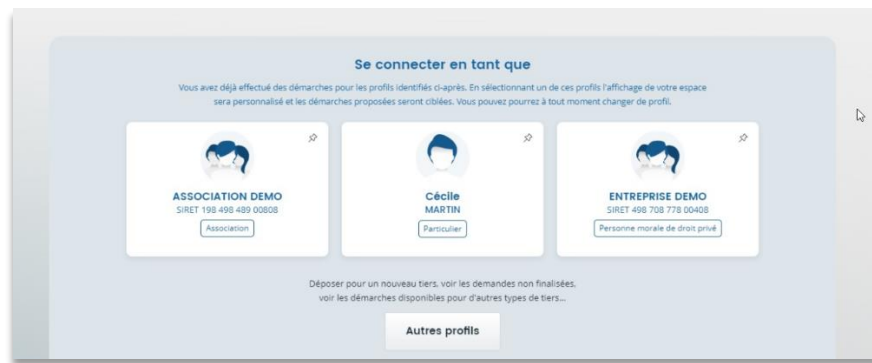 Se connecter en tant que
Vous avez déjà effectué des démarches pour les profils identifiés ci-après. En sélectionnant un de ces profils l'affichage de votre espace
sera personnalisé et les démarches proposées seront ciblées. Vous pouvez pourrez à tout moment changer de profil.
ASSOCIATION DEMO
SIRET 198 498 489 00808
Association
Cécile
MARTIN
Particulier
ENTREPRISE DEMO
SIRET 498 708 778 00408
Personne morale de droit privé
Déposer pour un nouveau tiers, voir les demandes non finalisées,
voir les démarches disponibles pour d'autres types de tiers...
Autres profils